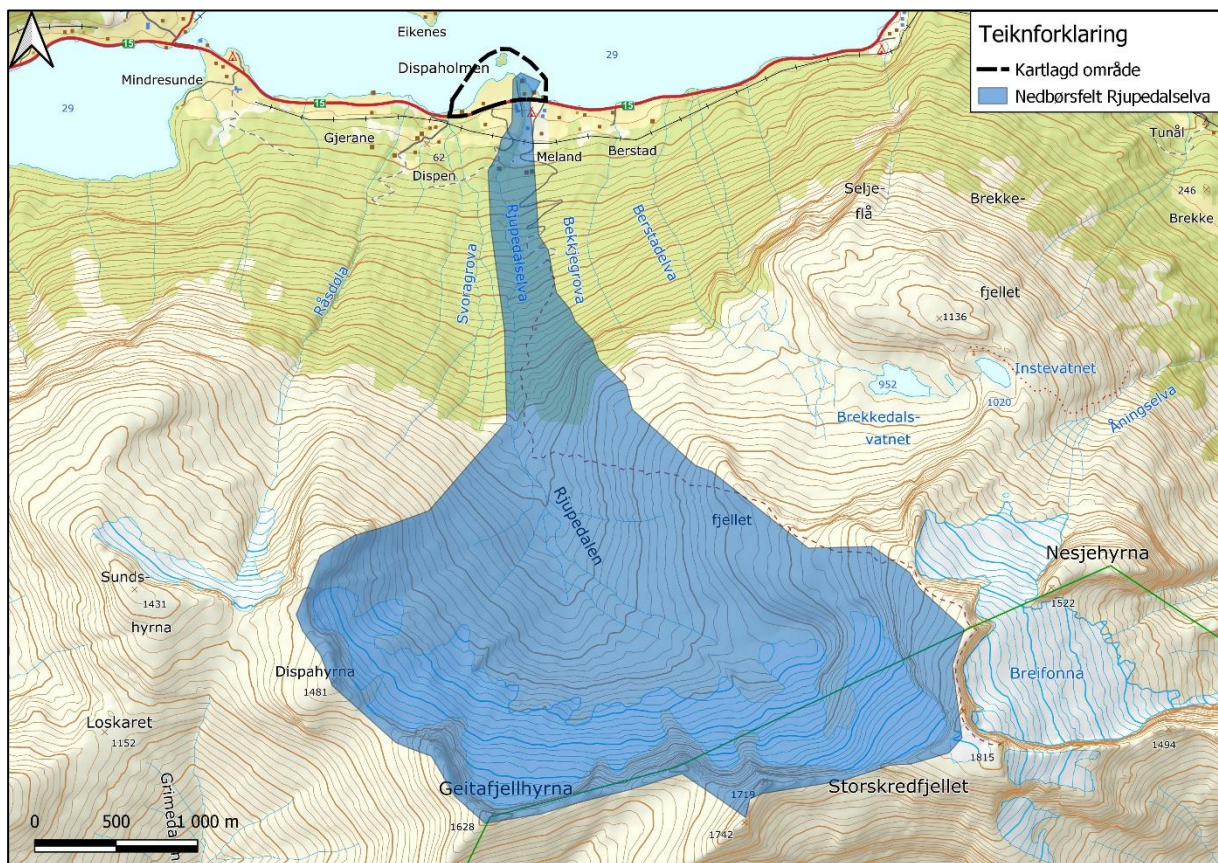 Teiknforklaring
Kartlagd område
Nedbørsfelt Rjupedalselva
Eikenes
15
29
Dispaholmen
Mindresunde
29
15
15
Gjerane
62
Dispen
Meland
Berstad
Tunål
246
Brekke
Selje-
flå
Brekke-
fjellet
1136
Råsdøla
Svoragrova
Rjupedalselva
Bekkjegrova
Berstadelva
952
Instevatnet
1020
Brekkedals-
vatnet
Åningselva
Rjupedalen
fjellet
Nesjehyrna
1522
Sunds-
1431
hyrna
Dispahyrna
1481
Breifonna
Loskaret
1152
1494
1815
Geitafjellhyrna
1719
Storskredfjellet
1628
1742
0 500 1 000 m